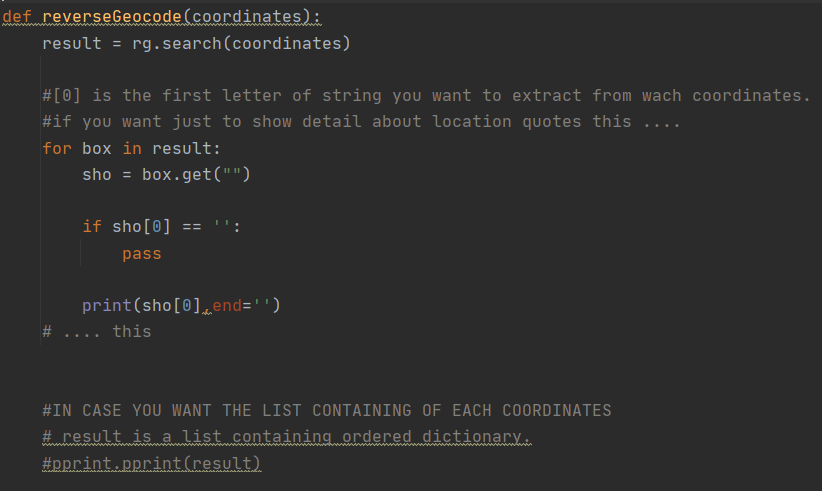 def reverseGeocode(coordinates):
    result = rg.search(coordinates)
    #[0] is the first letter of string you want to extract from wach coordinates.
    #if you want just to show detail about location quotes this ....
    for box in result:
        sho = box.get("")
        if sho[0] == '':
            pass
        print(sho[0],end='')
    # .... this
    #IN CASE YOU WANT THE LIST CONTAINING OF EACH COORDINATES
    # result is a list containing ordered dictionary.
    #pprint.pprint(result)